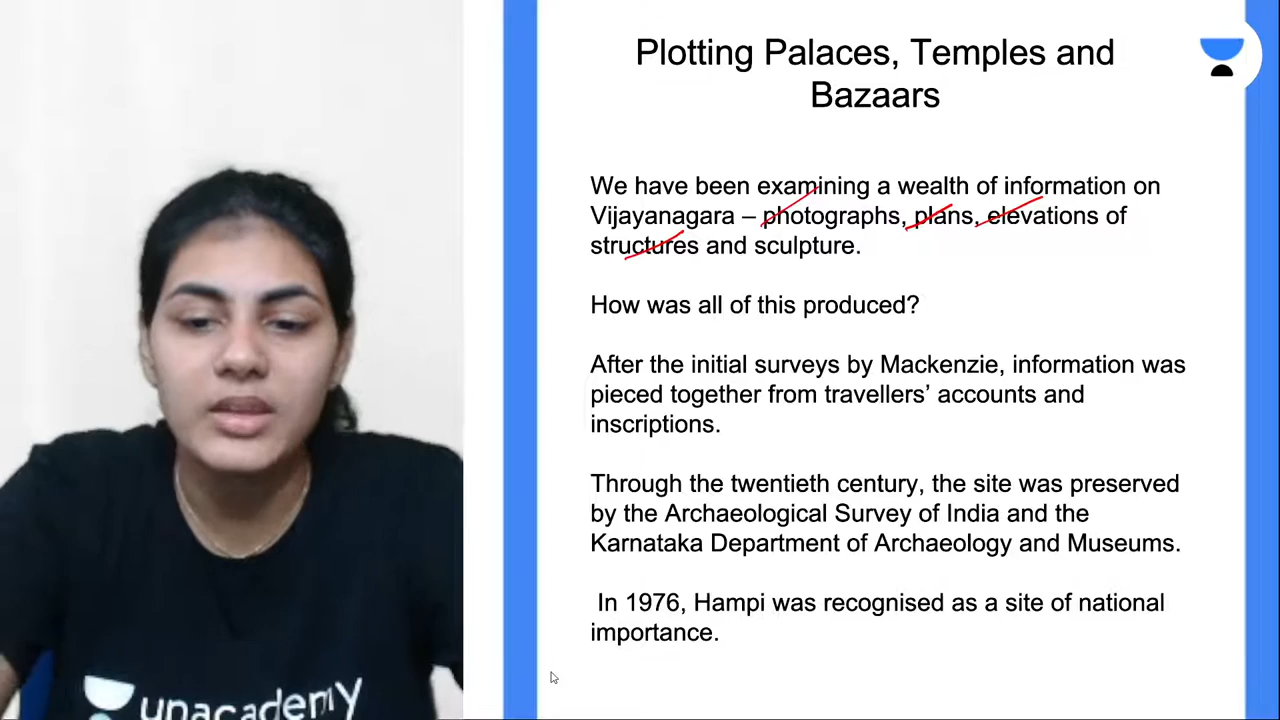 Plotting Palaces, Temples and
Bazaars
We have been examining a wealth of information on
Vijayanagara – photographs, plans, elevations of
structures and sculpture.
How was all of this produced?
After the initial surveys by Mackenzie, information was
pieced together from travellers’ accounts and
inscriptions.
Through the twentieth century, the site was preserved
by the Archaeological Survey of India and the
Karnataka Department of Archaeology and Museums.
In 1976, Hampi was recognised as a site of national
importance.
unacademy